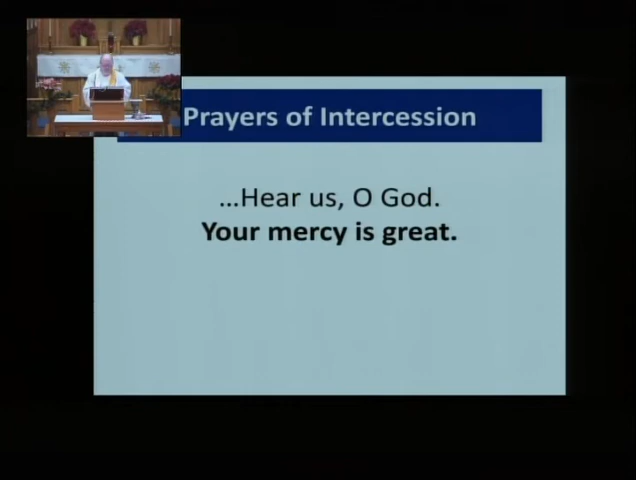 Prayers of Intercession
...Hear us, O God.
Your mercy is great.